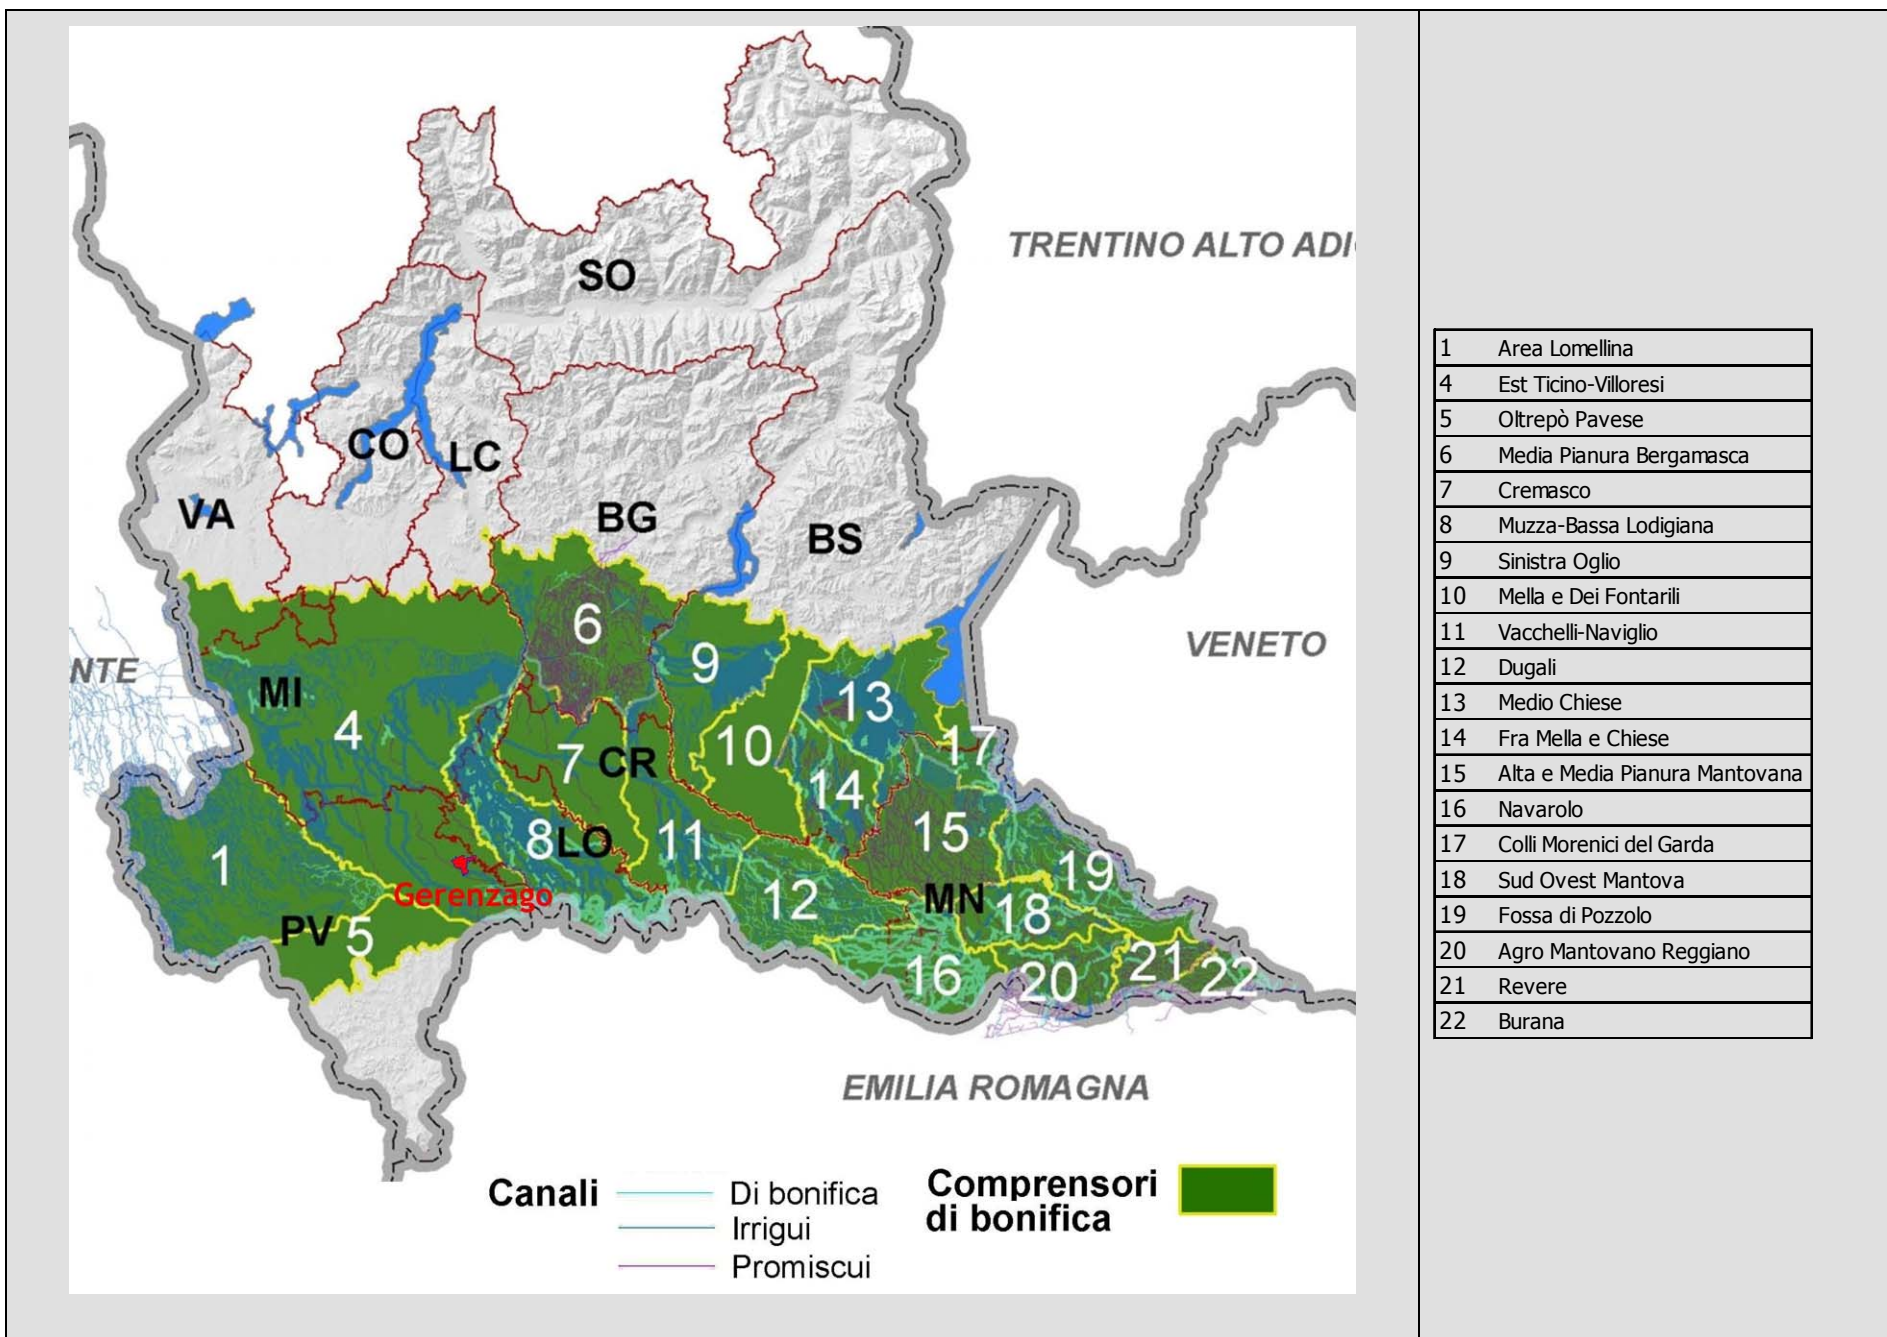 SO
TRENTINO ALTO ADI
CO
LC
VA
BG
BS
6
9
VENETO
NTE
MI
13
4
10
17
7
CR
14
15
8
LO
11
1
19
Gerenzago
12
MN
18
PV
5
21
22
16
20
EMILIA ROMAGNA
Canali
Di bonifica
Irrigui
Promiscui
Comprensori
di bonifica
1 Area Lomellina
4 Est Ticino-Villoresi
5 Oltrepò Pavese
6 Media Pianura Bergamasca
7 Cremasco
8 Muzza-Bassa Lodigiana
9 Sinistra Oglio
10 Mella e Dei Fontarili
11 Vacchelli-Naviglio
12 Dugali
13 Medio Chiese
14 Fra Mella e Chiese
15 Alta e Media Pianura Mantovana
16 Navarolo
17 Colli Morenici del Garda
18 Sud Ovest Mantova
19 Fossa di Pozzolo
20 Agro Mantovano Reggiano
21 Revere
22 Burana